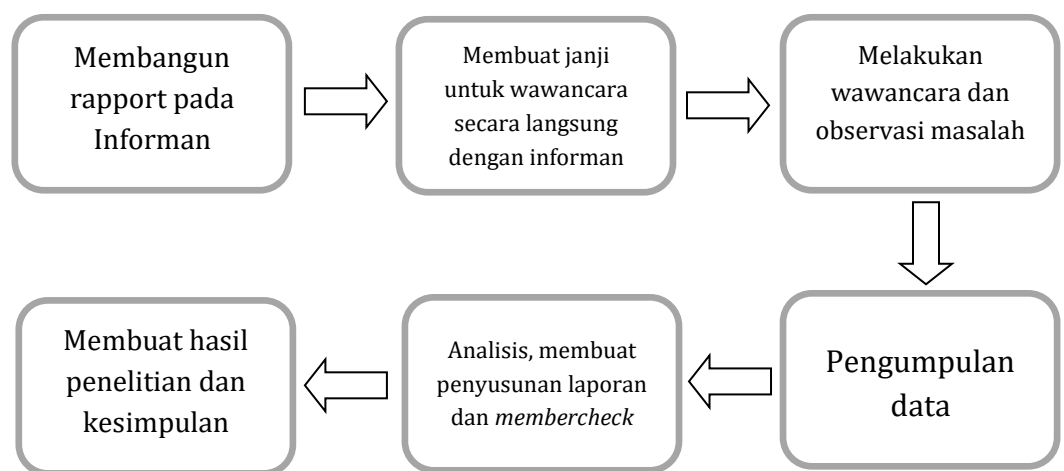 Membangun
rapport pada
Informan
Membuat janji
untuk wawancara
secara langsung
dengan informan
Melakukan
wawancara dan
observasi masalah
Pengumpulan
data
Analisis, membuat
penyusunan laporan
dan membercheck
Membuat hasil
penelitian dan
kesimpulan